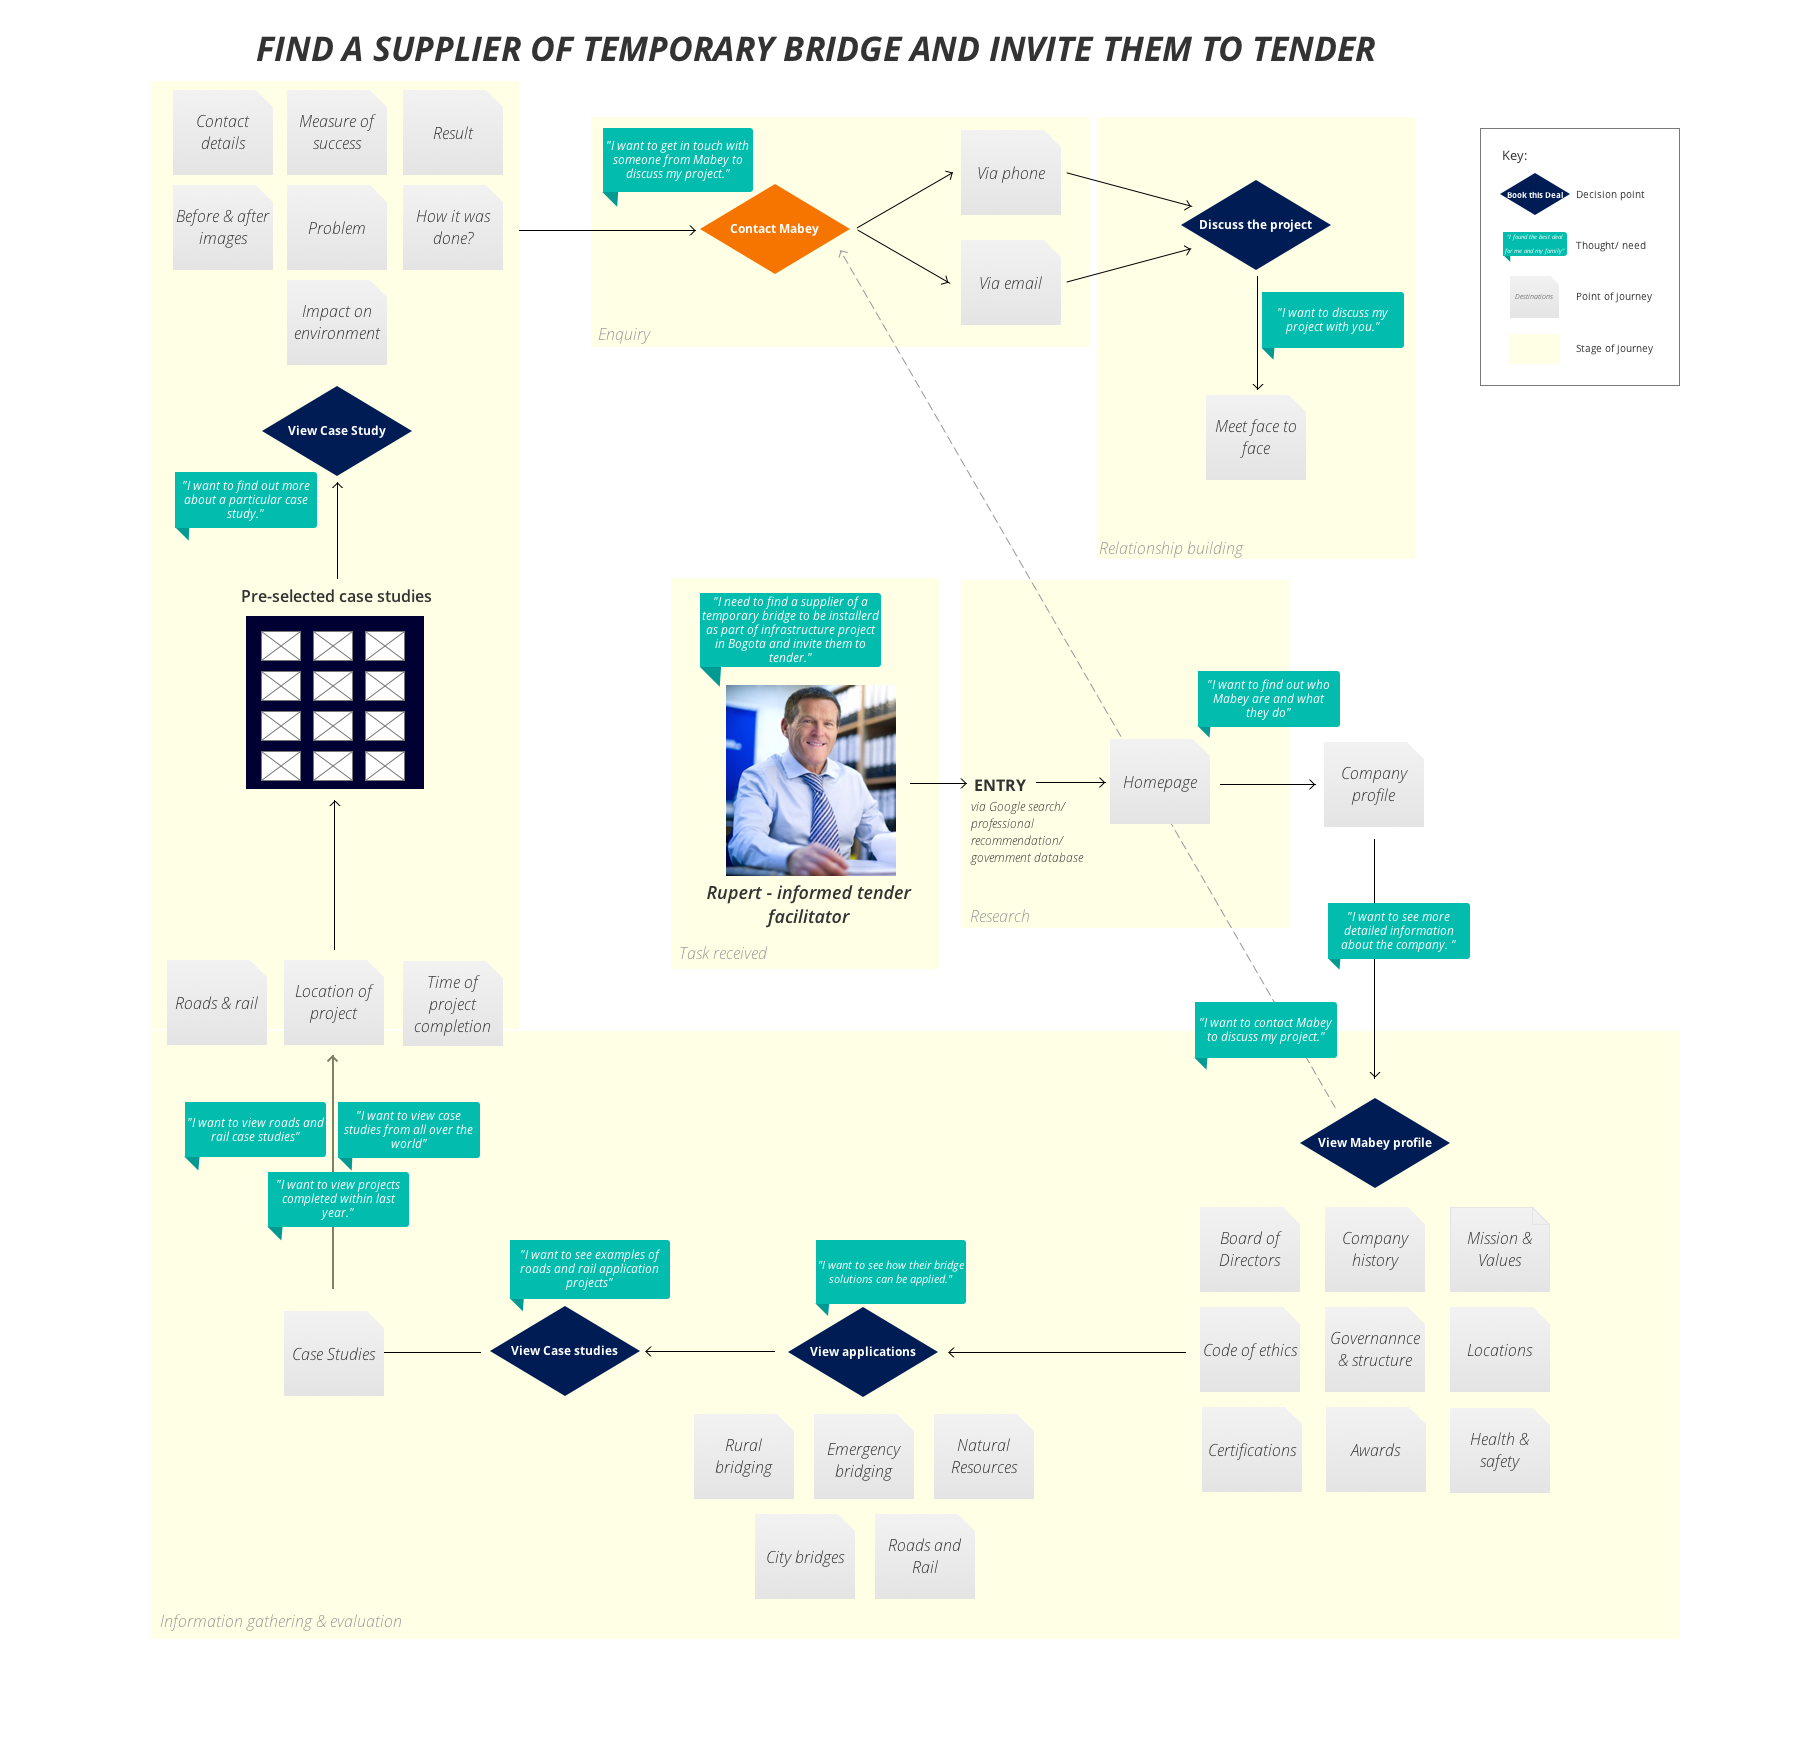 FIND A SUPPLIER OF TEMPORARY BRIDGE AND INVITE THEM TO TENDER
Contact
details
Measure of
success
Result
Before & after
images
Problem
How it was
done?
Impact on
environment
View Case Study
"I want to find out more
about a particular case
study."
Pre-selected case studies
Roads & rail
Location of
project
Time of
project
completion
"I want to get in touch with
someone from Mabey to
discuss my project."
Contact Mabey
Via phone
Via email
Enquiry
Discuss the project
"I want to discuss my
project with you."
Meet face to
face
Relationship building
Key:
Book this Deal
Decision point
"I found the best deal
for me and my family"
Thought/ need
Destinations
Point of journey
Stage of journey
"I need to find a supplier of a
temporary bridge to be installerd
as part of infrastructure project
in Bogota and invite them to
tender."
Rupert - informed tender
facilitator
Task received
ENTRY
via Google search/
professional
recommendation/
government database
Homepage
Research
"I want to find out who
Mabey are and what
they do"
Company
profile
"I want to see more
detailed information
about the company. "
"I want to contact Mabey
to discuss my project."
View Mabey profile
Board of
Directors
Company
history
Mission &
Values
Code of ethics
Governannce
& structure
Locations
Certifications
Awards
Health &
safety
"I want to view roads and
rail case studies"
"I want to view case
studies from all over the
world"
"I want to view projects
completed within last
year."
Case Studies
"I want to see examples of
roads and rail application
projects"
View Case studies
"I want to see how their bridge
solutions can be applied."
View applications
Rural
bridging
Emergency
bridging
Natural
Resources
City bridges
Roads and
Rail
Information gathering & evaluation